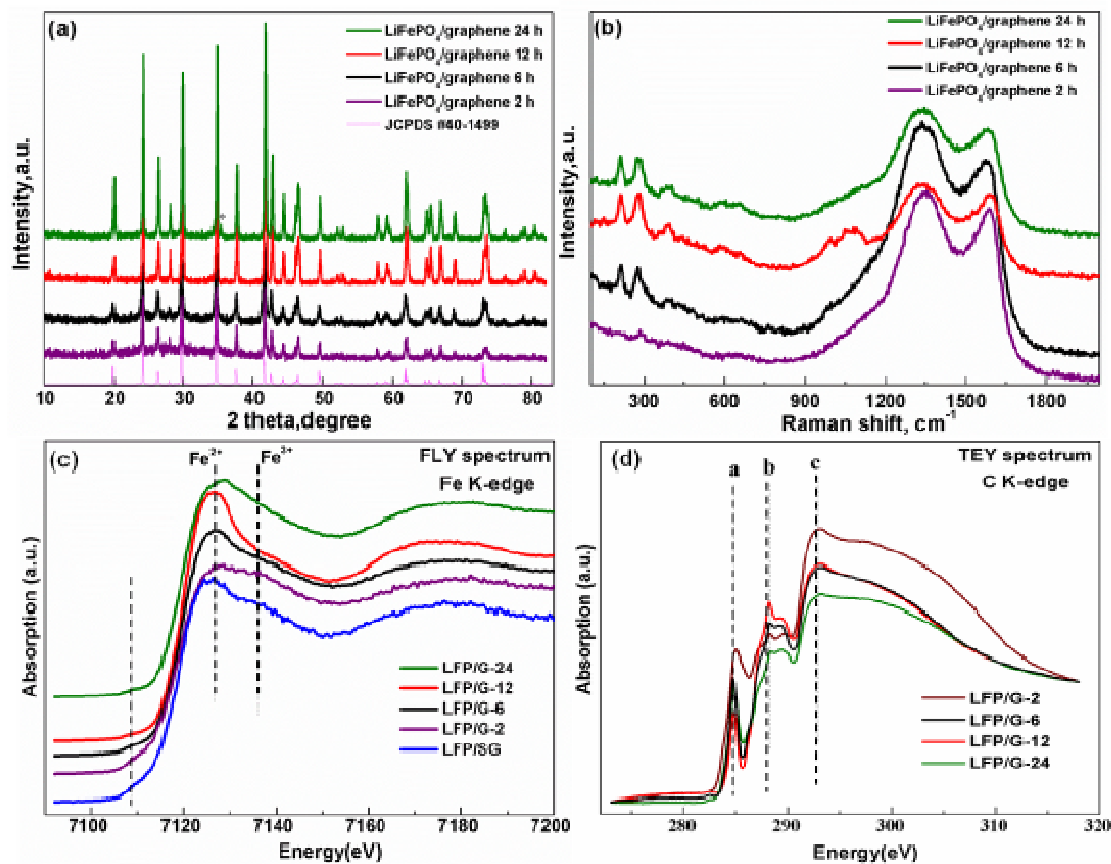 (a)
LiFePO4/graphene 24 h
LiFePO4/graphene 12 h
LiFePO4/graphene 6 h
LiFePO4/graphene 2 h
JCPDS #40-1499
*
Intensity,a.u.
10 20 30 40 50 60 70 80
2 theta,degree
(b)
LiFePO4/graphene 24 h
LiFePO4/graphene 12 h
LiFePO4/graphene 6 h
LiFePO4/graphene 2 h
Intensity,a.u.
300 600 900 1200 1500 1800
Raman shift, cm-1
(c)
Fe2+ Fe3+
FLY spectrum
Fe K-edge
LFP/G-24
LFP/G-12
LFP/G-6
LFP/G-2
LFP/SG
Absorption (a.u.)
7100 7120 7140 7160 7180 7200
Energy(eV)
(d)
a b c
TEY spectrum
C K-edge
LFP/G-2
LFP/G-6
LFP/G-12
LFP/G-24
Absorption (a.u.)
280 290 300 310 320
Energy(eV)